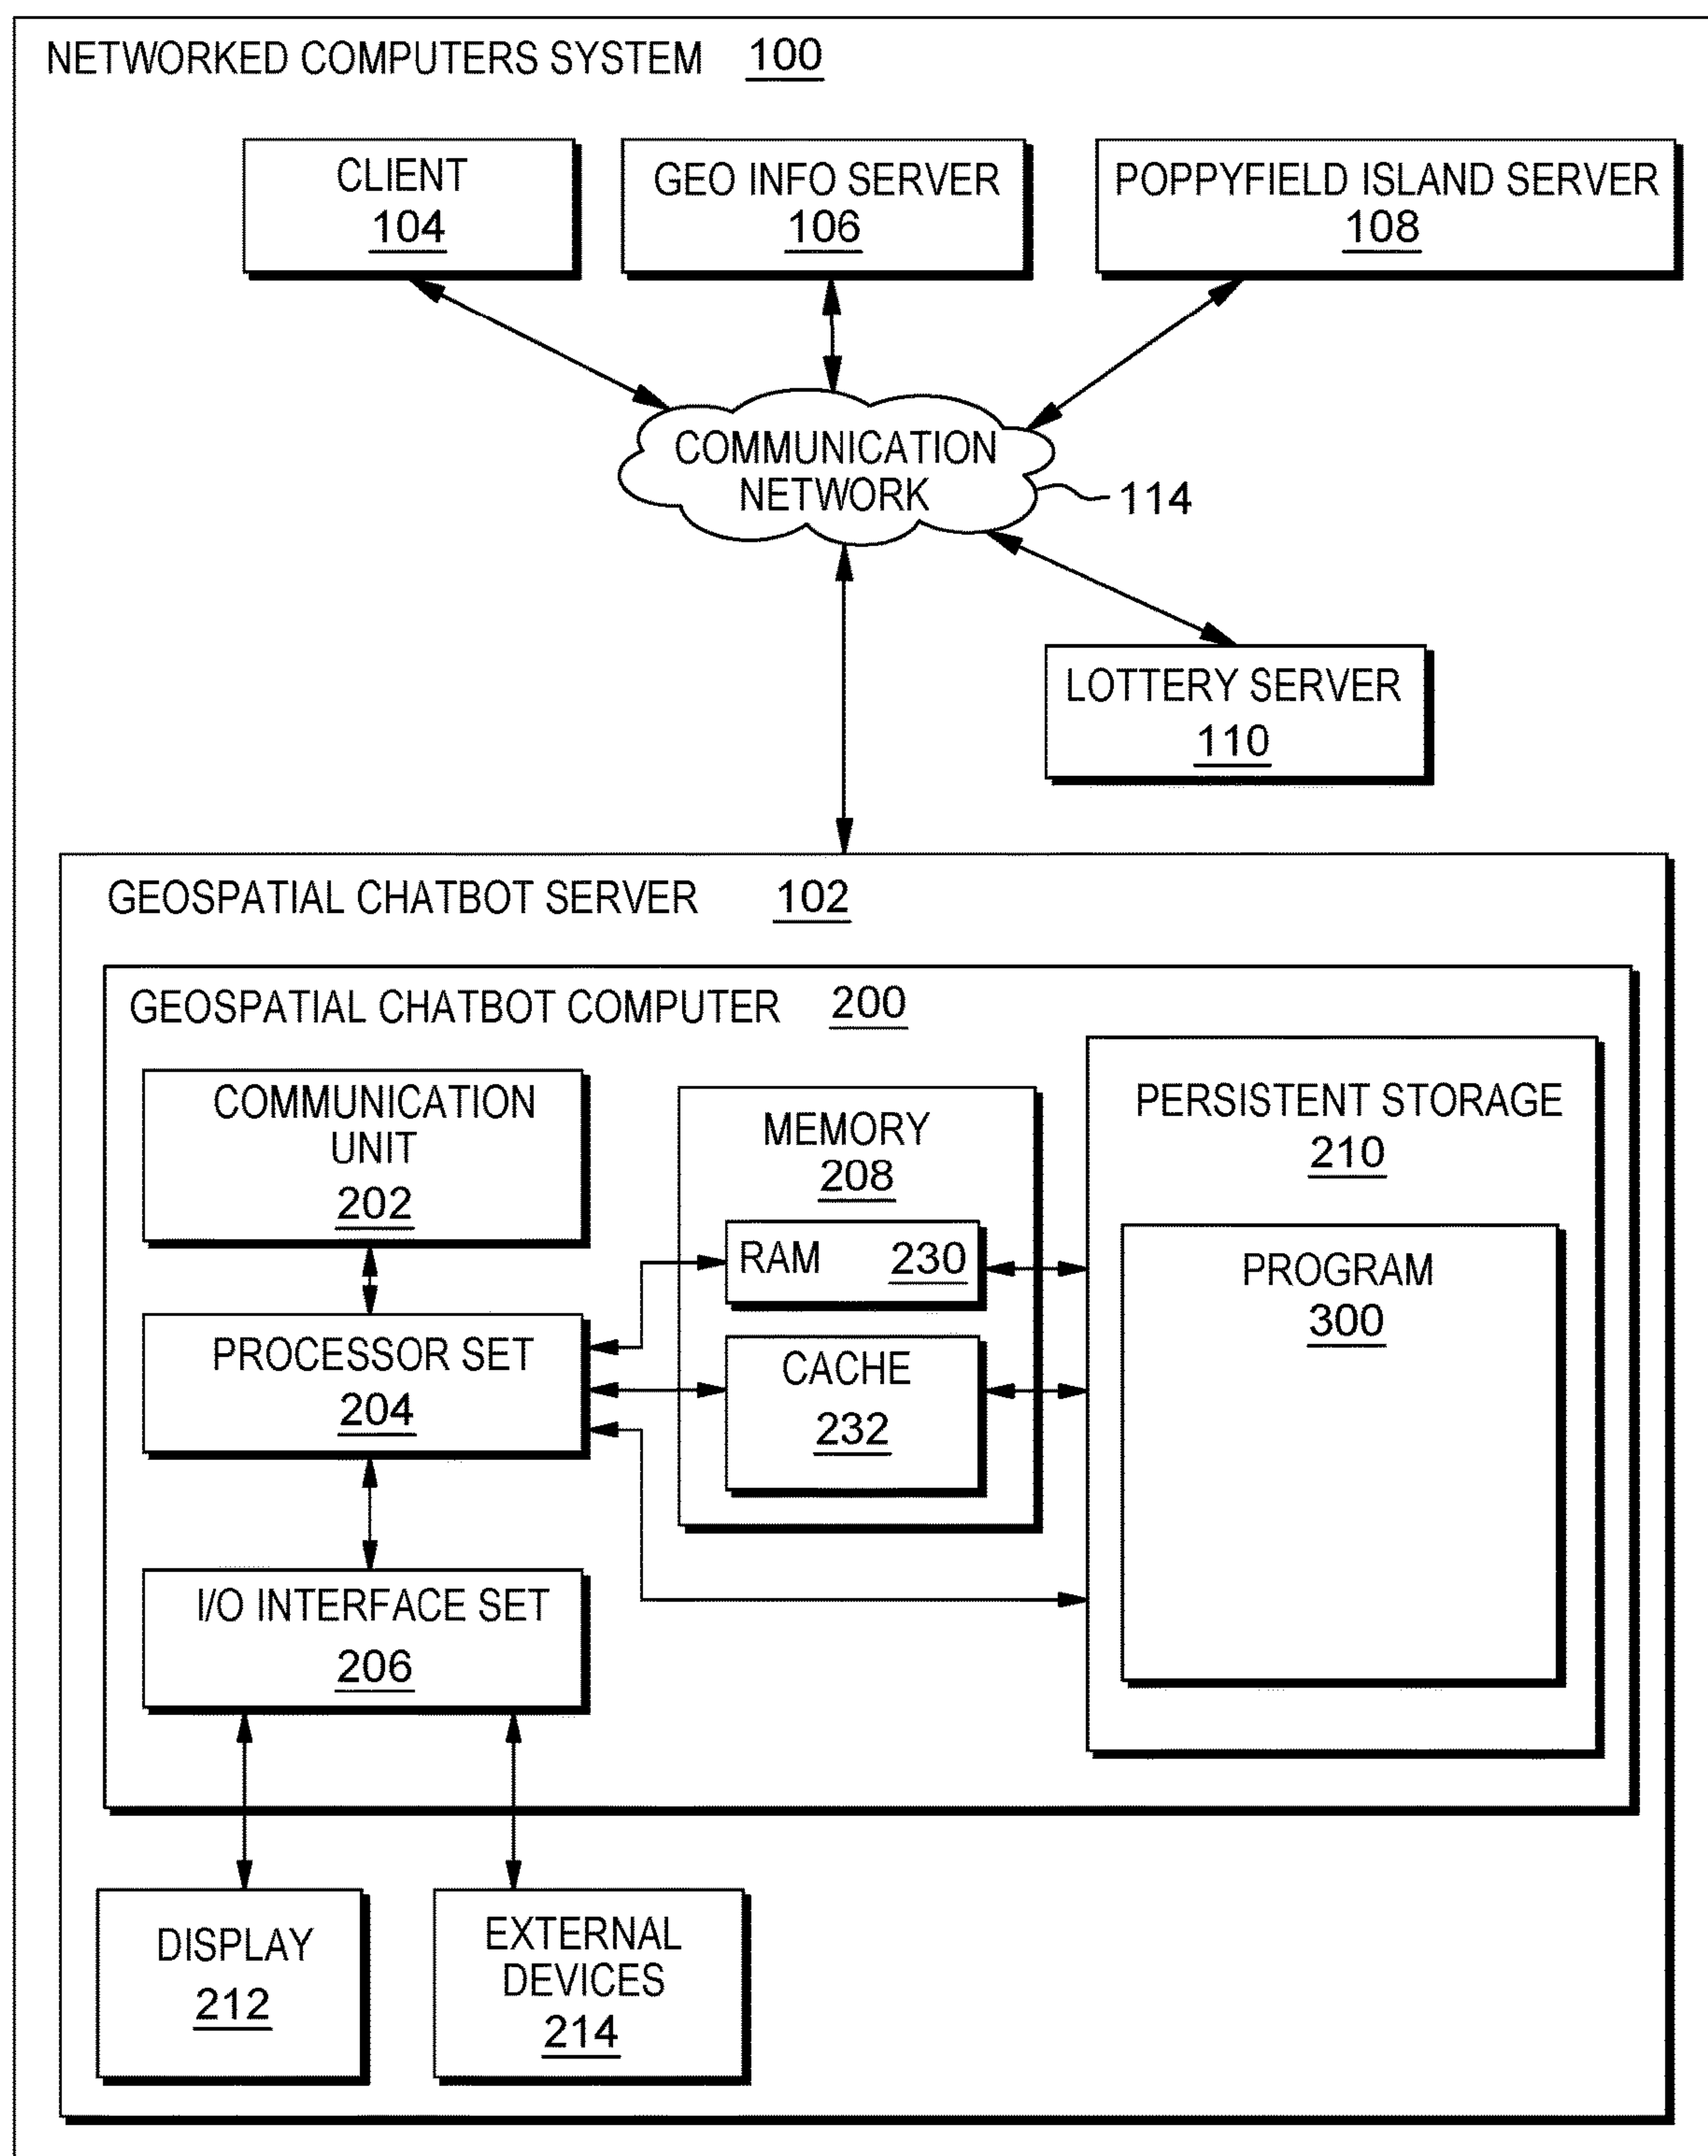 NETWORKED COMPUTERS SYSTEM 100
CLIENT
104
GEO INFO SERVER
106
POPPYFIELD ISLAND SERVER
108
COMMUNICATION
NETWORK
114
LOTTERY SERVER
110
GEOSPATIAL CHATBOT SERVER 102
GEOSPATIAL CHATBOT COMPUTER 200
COMMUNICATION
UNIT
202
PROCESSOR SET
204
I/O INTERFACE SET
206
MEMORY
208
RAM 230
CACHE
232
PERSISTENT STORAGE
210
PROGRAM
300
DISPLAY
212
EXTERNAL
DEVICES
214